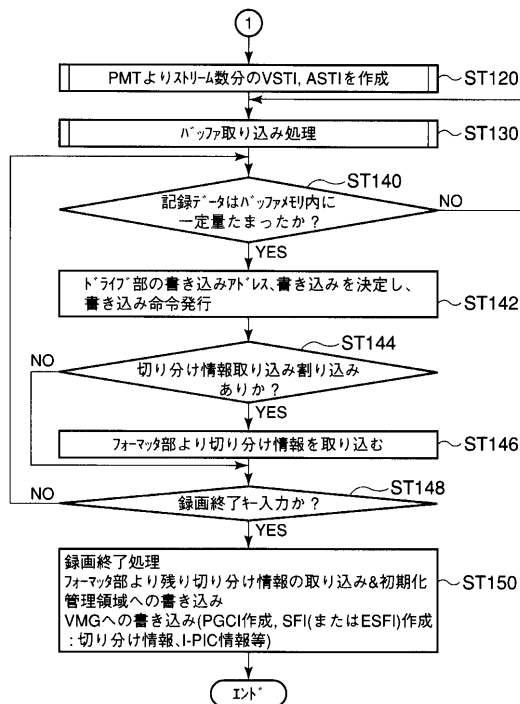 1
PMTよりｽﾄﾘｰﾑ数分のVSTI, ASTIを作成
ST120
ﾊﾞｯﾌｧ取り込み処理
ST130
ST140
記録ﾃﾞｰﾀはﾊﾞｯﾌｧﾒﾓﾘ内に
一定量たまったか？
NO
YES
ﾄﾞﾗｲﾌﾞ部の書き込みｱﾄﾞﾚｽ､書き込みを決定し､
書き込み命令発行
ST142
ST144
NO
切り分け情報取り込み割り込み
ありか？
YES
ﾌｫｰﾏｯﾀ部より切り分け情報を取り込む
ST146
NO
ST148
録画終了ｷｰ入力か？
YES
録画終了処理
ﾌｫｰﾏｯﾀ部より残り切り分け情報の取り込み&初期化
管理領域への書き込み
VMGへの書き込み(PGCI作成, SFI(またはESFI)作成
：切り分け情報､I-PIC情報等)
ST150
ｴﾝﾄﾞ